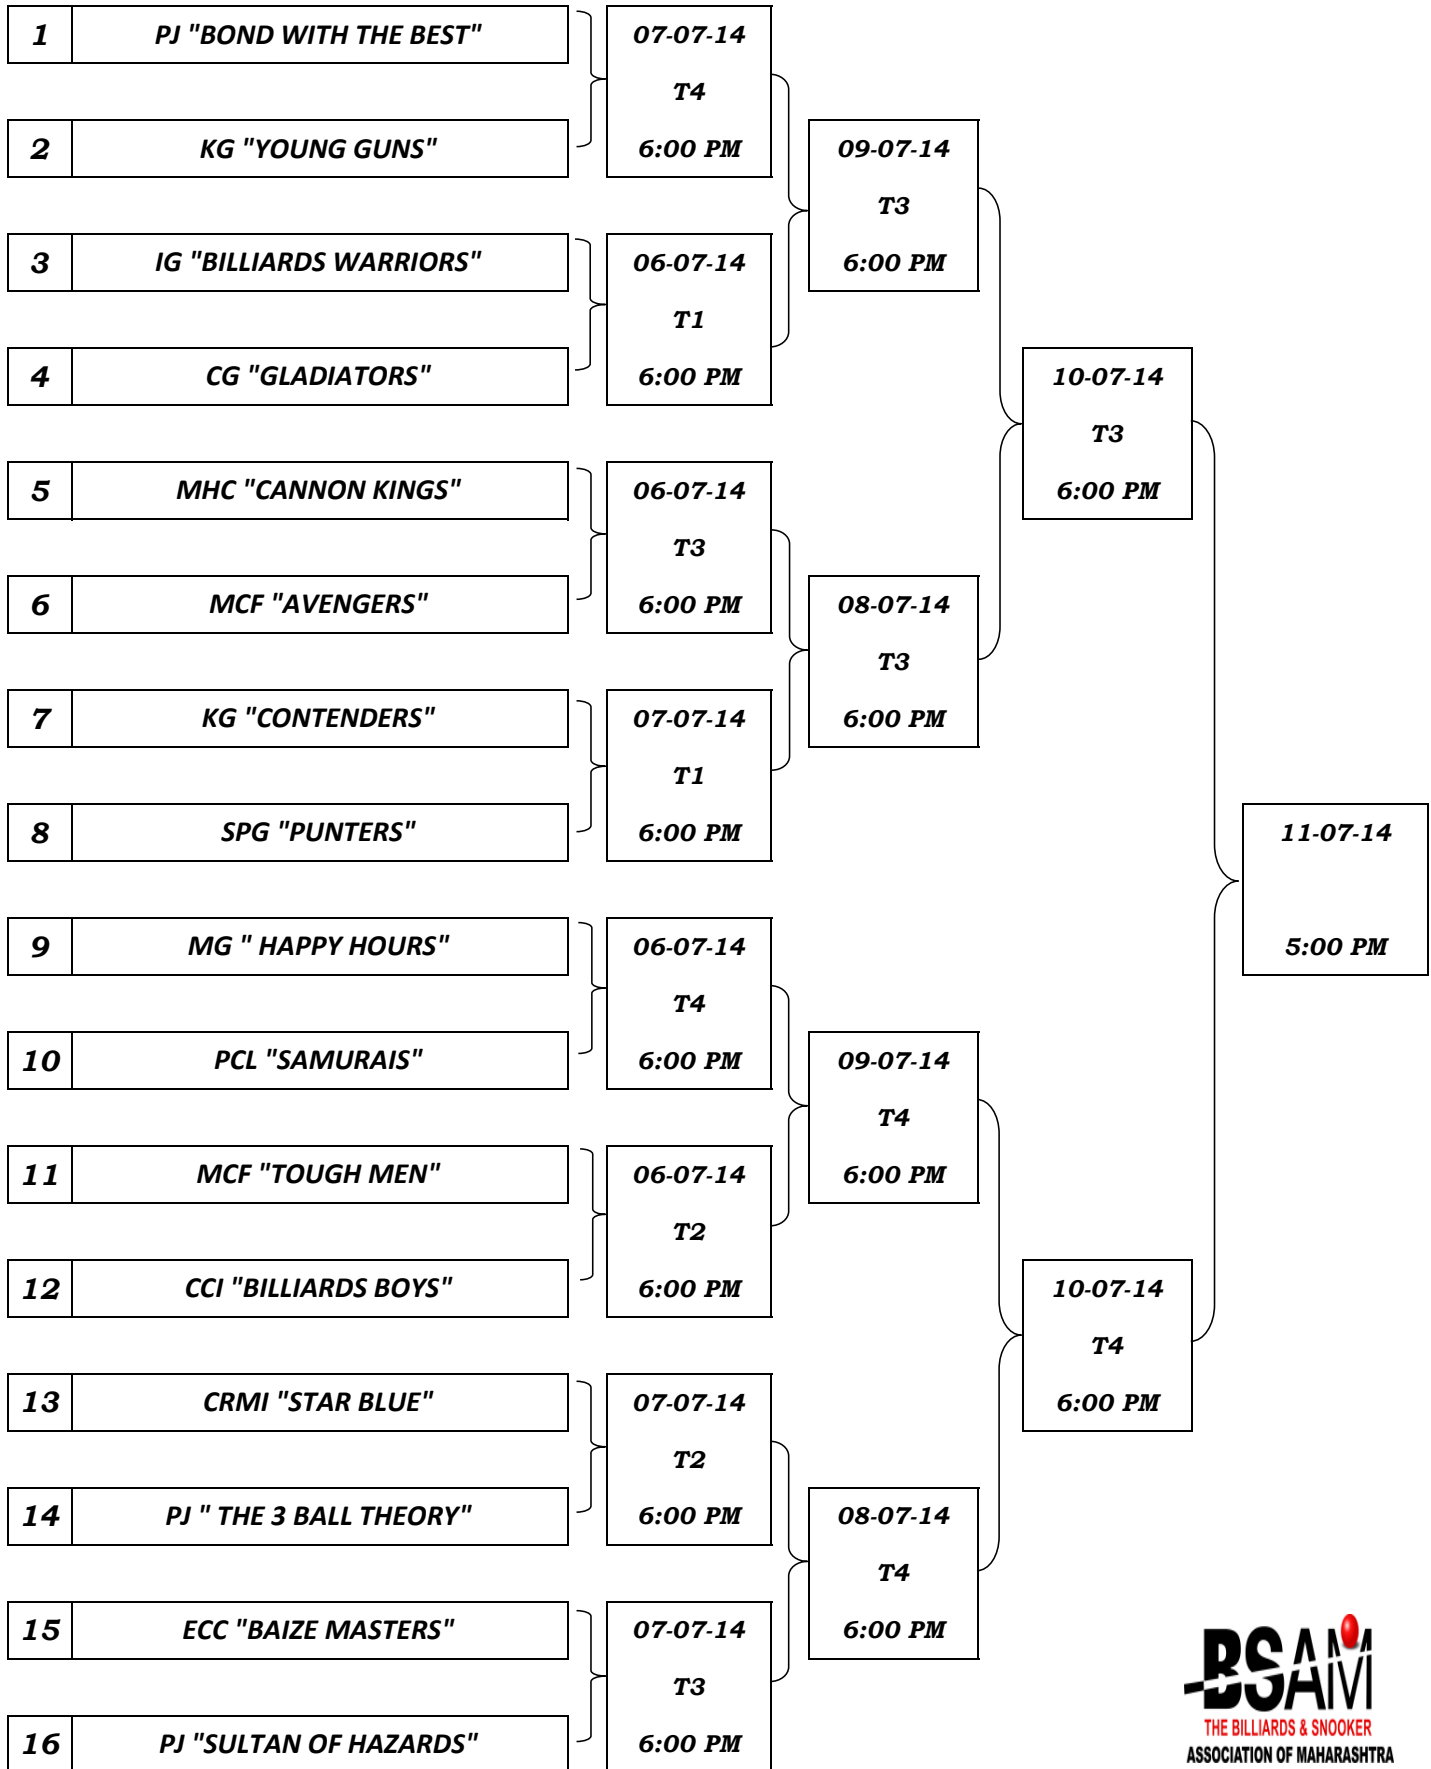 1 PJ "BOND WITH THE BEST" 07-07-14
T4
2 KG "YOUNG GUNS" 6:00 PM 09-07-14
T3
3 IG "BILLIARDS WARRIORS" 06-07-14 6:00 PM
T1
4 CG "GLADIATORS" 6:00 PM 10-07-14
T3
5 MHC "CANNON KINGS" 06-07-14 6:00 PM
T3
6 MCF "AVENGERS" 6:00 PM 08-07-14
T3
7 KG "CONTENDERS" 07-07-14 6:00 PM
T1
8 SPG "PUNTERS" 6:00 PM 11-07-14
9 MG " HAPPY HOURS" 06-07-14 5:00 PM
T4
10 PCL "SAMURAIS" 6:00 PM 09-07-14
T4
11 MCF "TOUGH MEN" 06-07-14 6:00 PM
T2
12 CCI "BILLIARDS BOYS" 6:00 PM 10-07-14
T4
13 CRMI "STAR BLUE" 07-07-14 6:00 PM
T2
14 PJ " THE 3 BALL THEORY" 6:00 PM 08-07-14
T4
15 ECC "BAIZE MASTERS" 07-07-14 6:00 PM
T3
16 PJ "SULTAN OF HAZARDS" 6:00 PM
BSAM
THE BILLIARDS & SNOOKER
ASSOCIATION OF MAHARASHTRA